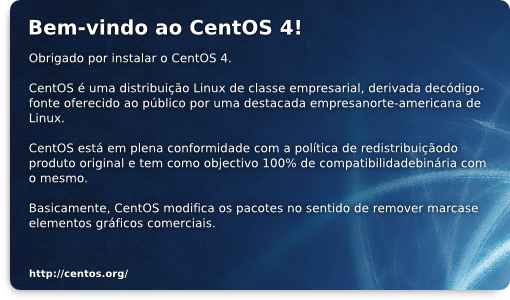 Bem-vindo ao CentOS 4!
Obrigado por instalar o CentOS 4.
CentOS é uma distribuição Linux de classe empresarial, derivada decódigo-
fonte oferecido ao público por uma destacada empresanorte-americana de
Linux.
CentOS está em plena conformidade com a política de redistribuiçãodo
produto original e tem como objectivo 100% de compatibilidadebinária com
o mesmo.
Basicamente, CentOS modifica os pacotes no sentido de remover marcase
elementos gráficos comerciais.
http://centos.org/